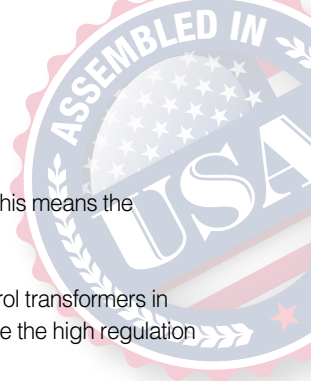 ASSEMBLED IN
USA
his means the
rol transformers in
e the high regulation